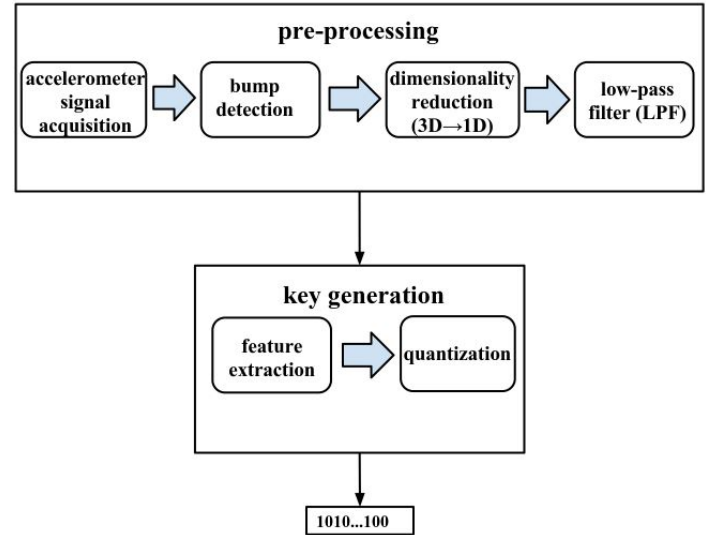 pre-processing
accelerometer
signal
acquisition
bump
detection
dimensionality
reduction
(3D→1D)
low-pass
filter (LPF)
key generation
feature
extraction
quantization
1010...100